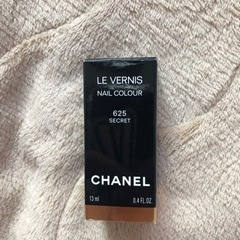 LE VERNIS
NAIL COLOUR
625
SECRET
CHANEL
13 ml 0.4 FL.OZ.